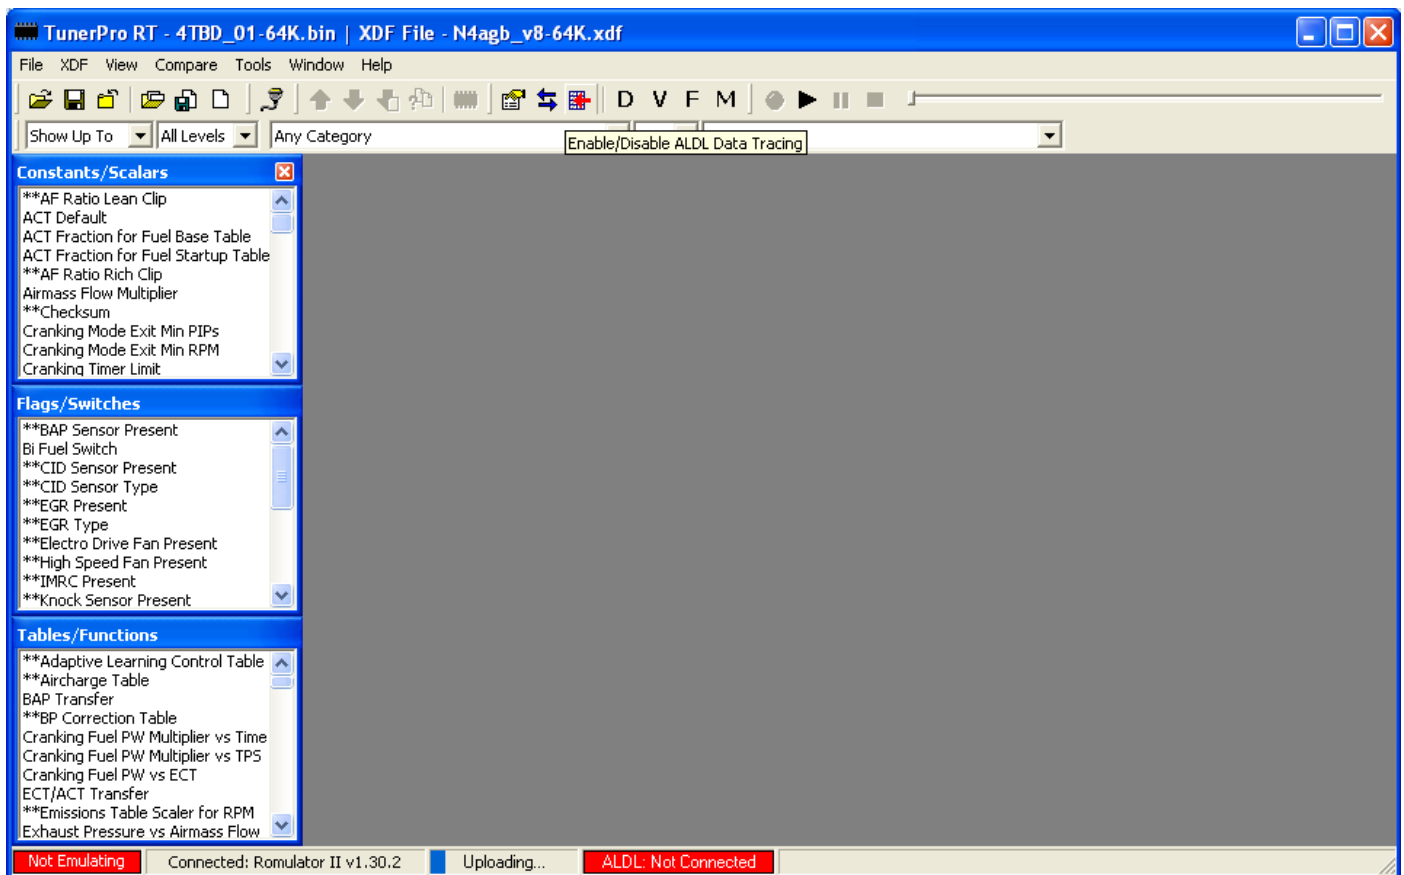 TunerPro RT - 4TBD_01-64K.bin | XDF File - N4agb_v8-64K.xdf
File XDF View Compare Tools Window Help
D V F M
Show Up To All Levels Any Category
Enable/Disable ALDL Data Tracing
Constants/Scalars
**AF Ratio Lean Clip
ACT Default
ACT Fraction for Fuel Base Table
ACT Fraction for Fuel Startup Table
**AF Ratio Rich Clip
Airmass Flow Multiplier
**Checksum
Cranking Mode Exit Min PIPs
Cranking Mode Exit Min RPM
Cranking Timer Limit
Flags/Switches
**BAP Sensor Present
Bi Fuel Switch
**CID Sensor Present
**CID Sensor Type
**EGR Present
**EGR Type
**Electro Drive Fan Present
**High Speed Fan Present
**IMRC Present
**Knock Sensor Present
Tables/Functions
**Adaptive Learning Control Table
**Aircharge Table
BAP Transfer
**BP Correction Table
Cranking Fuel PW Multiplier vs Time
Cranking Fuel PW Multiplier vs TPS
Cranking Fuel PW vs ECT
ECT/ACT Transfer
**Emissions Table Scaler for RPM
Exhaust Pressure vs Airmass Flow
Not Emulating Connected: Romulator II v1.30.2 Uploading... ALDL: Not Connected